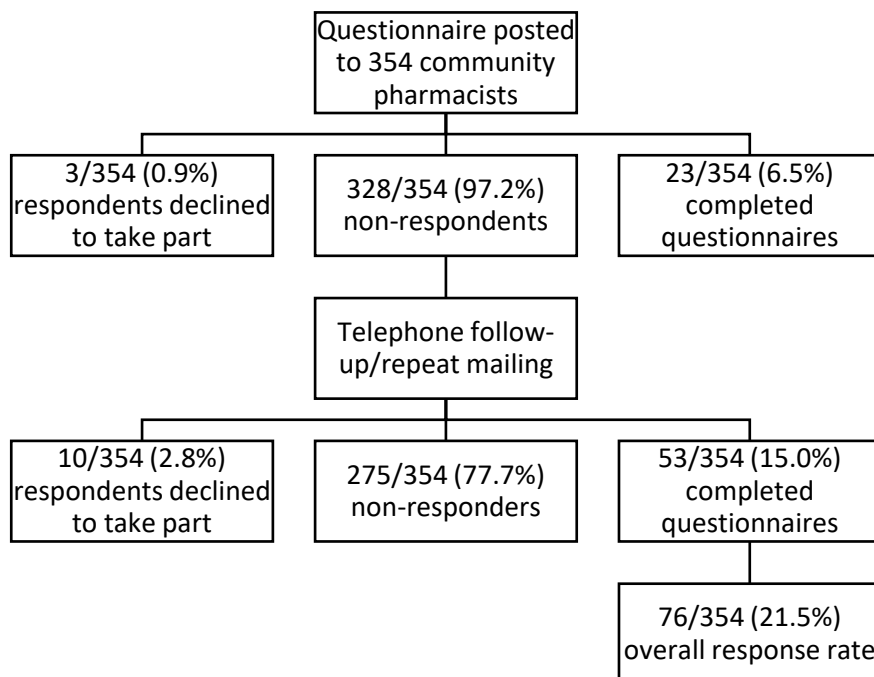 Questionnaire posted
to 354 community
pharmacists
3/354 (0.9%)
respondents declined
to take part
328/354 (97.2%)
non-respondents
23/354 (6.5%)
completed
questionnaires
Telephone follow-
up/repeat mailing
10/354 (2.8%)
respondents declined
to take part
275/354 (77.7%)
non-responders
53/354 (15.0%)
completed
questionnaires
76/354 (21.5%)
overall response rate